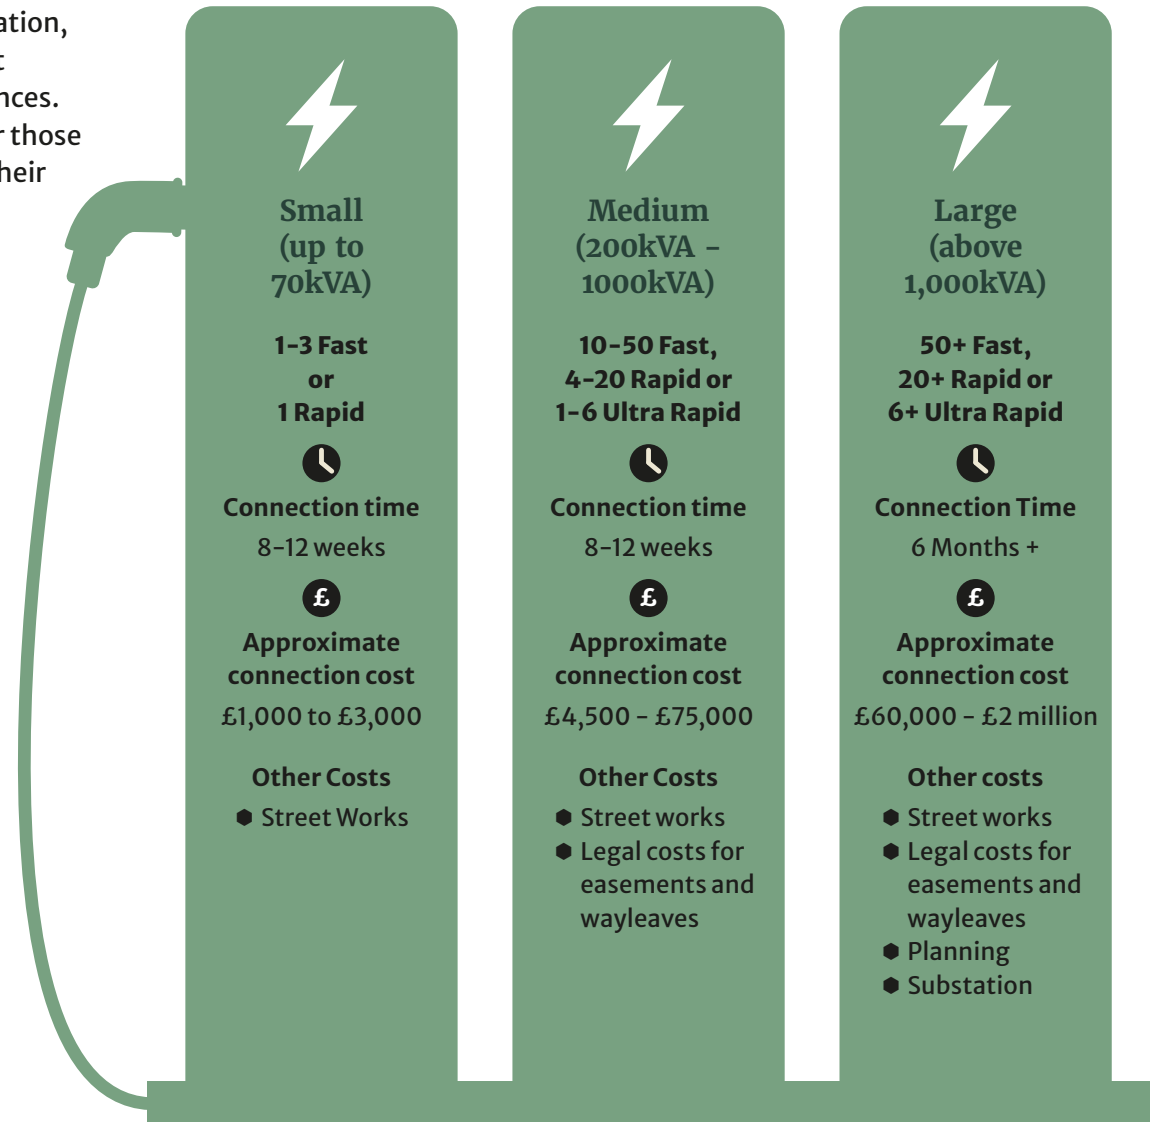 ation,
nces.
r those
heir
Small
(up to
70kVA)
1-3 Fast
or
1 Rapid
Connection time
8-12 weeks
£
Approximate
connection cost
£1,000 to £3,000
Other Costs
Street Works
Medium
(200kVA -
1000kVA)
10-50 Fast,
4-20 Rapid or
1-6 Ultra Rapid
Connection time
8-12 weeks
£
Approximate
connection cost
£4,500 - £75,000
Other Costs
Street works
Legal costs for
easements and
wayleaves
Large
(above
1,000kVA)
50+ Fast,
20+ Rapid or
6+ Ultra Rapid
Connection Time
6 Months +
£
Approximate
connection cost
£60,000 - £2 million
Other costs
Street works
Legal costs for
easements and
wayleaves
Planning
Substation